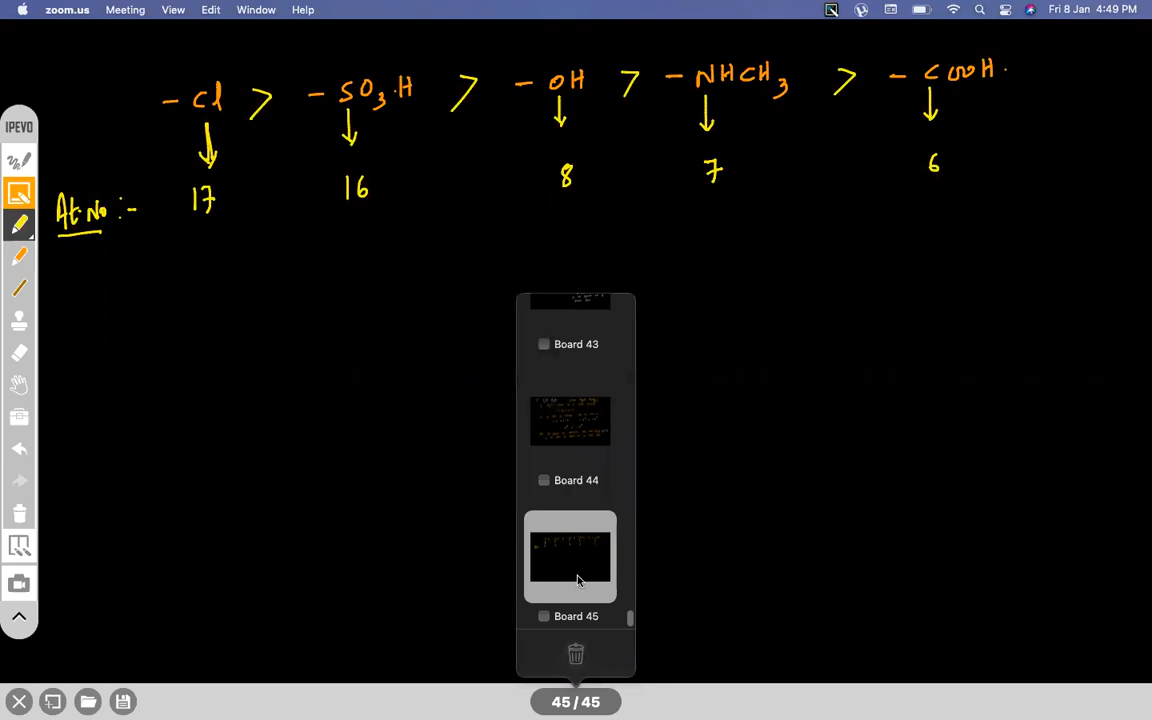 zoom.us Meeting View Edit Window Help Fri 8 Jan 4:49 PM
- Cl > - SO3.H > - OH > - NHCH3 > - COOH.
IPEVO
At.No :- 17 16 8 7 6
Board 43
Board 44
Board 45
45 / 45